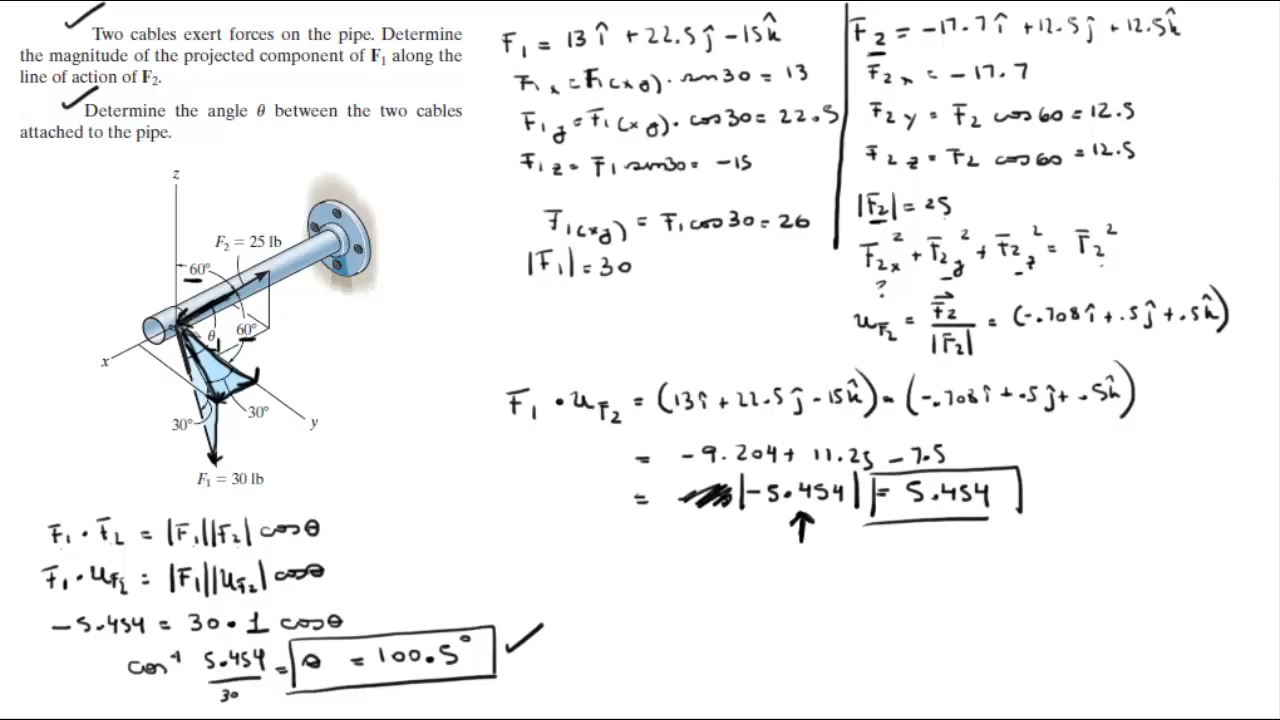 Two cables exert forces on the pipe. Determine
the magnitude of the projected component of F₁ along the
line of action of F₂.
Determine the angle θ between the two cables
attached to the pipe.
z
F₂ = 25 lb
60°
60°
θ
x
30°
30°
y
F₁ = 30 lb
F₁ · F₂ = |F₁||F₂| cosθ
F₁ · u_F₂ = |F₁||u_F₂| cosθ
-5.454 = 30 · 1 cosθ
cos⁻¹ 5.454/30 = θ = 100.5°
F₁ = 13î + 22.5ĵ - 15k̂
F₁x = F₁(xy) · sin30 = 13
F₁y = F₁(xy) · cos30 = 22.5
F₁z = F₁ sin30 = -15
F₁(xy) = F₁ cos30 = 26
|F₁| = 30
F₂ = -17.7î + 12.5ĵ + 12.5k̂
F₂x = -17.7
F₂y = F₂ cos60 = 12.5
F₂z = F₂ cos60 = 12.5
|F₂| = 25
F₂x² + F₂y² + F₂z² = F₂²
?
u_F₂ = F₂/|F₂| = (-.708î + .5ĵ + .5k̂)
F₁ · u_F₂ = (13î + 22.5ĵ - 15k̂) · (-.708î + .5ĵ + .5k̂)
= -9.204 + 11.25 - 7.5
= |-5.454| = 5.454